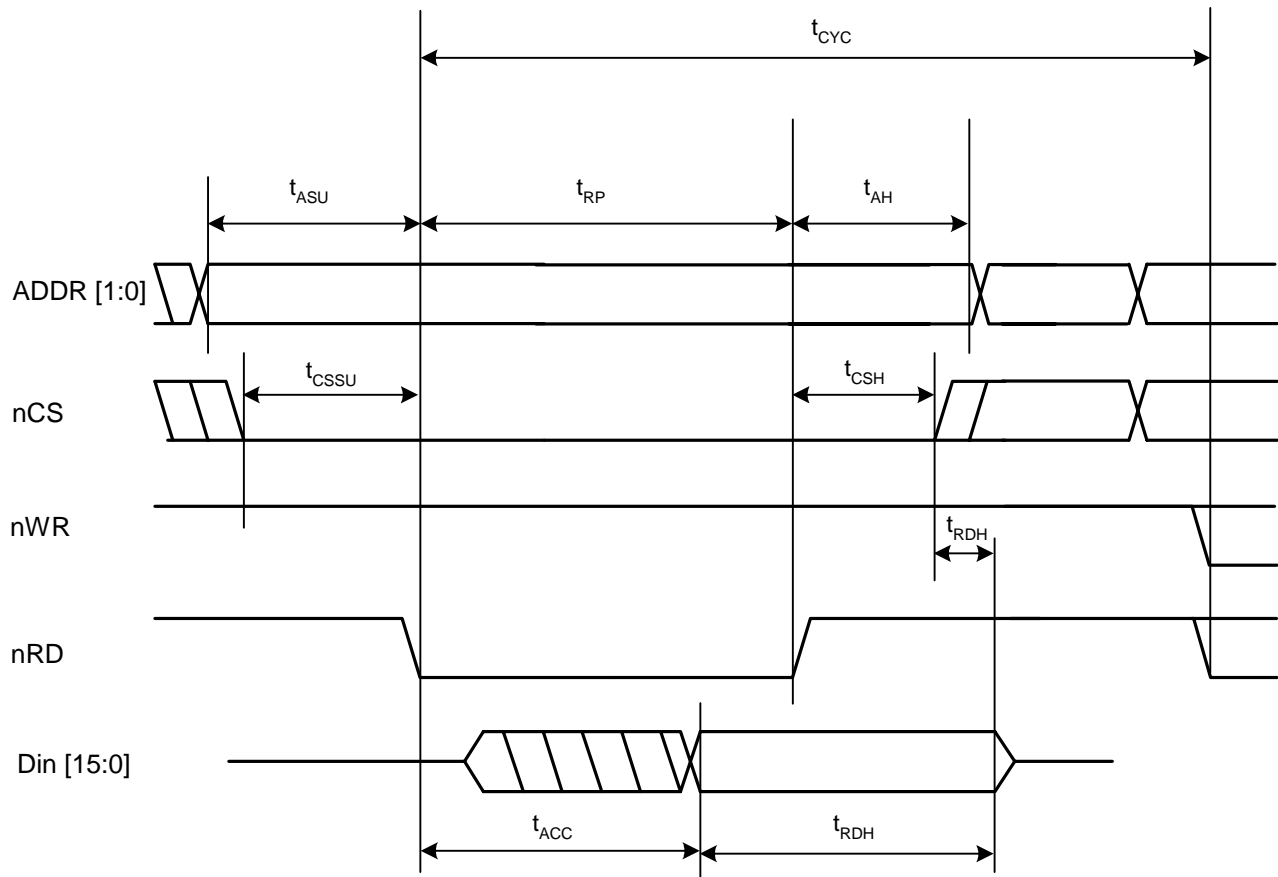 tCYC
tASU
tRP
tAH
ADDR [1:0]
tCSSU
tCSH
nCS
nWR
tRDH
nRD
Din [15:0]
tACC
tRDH